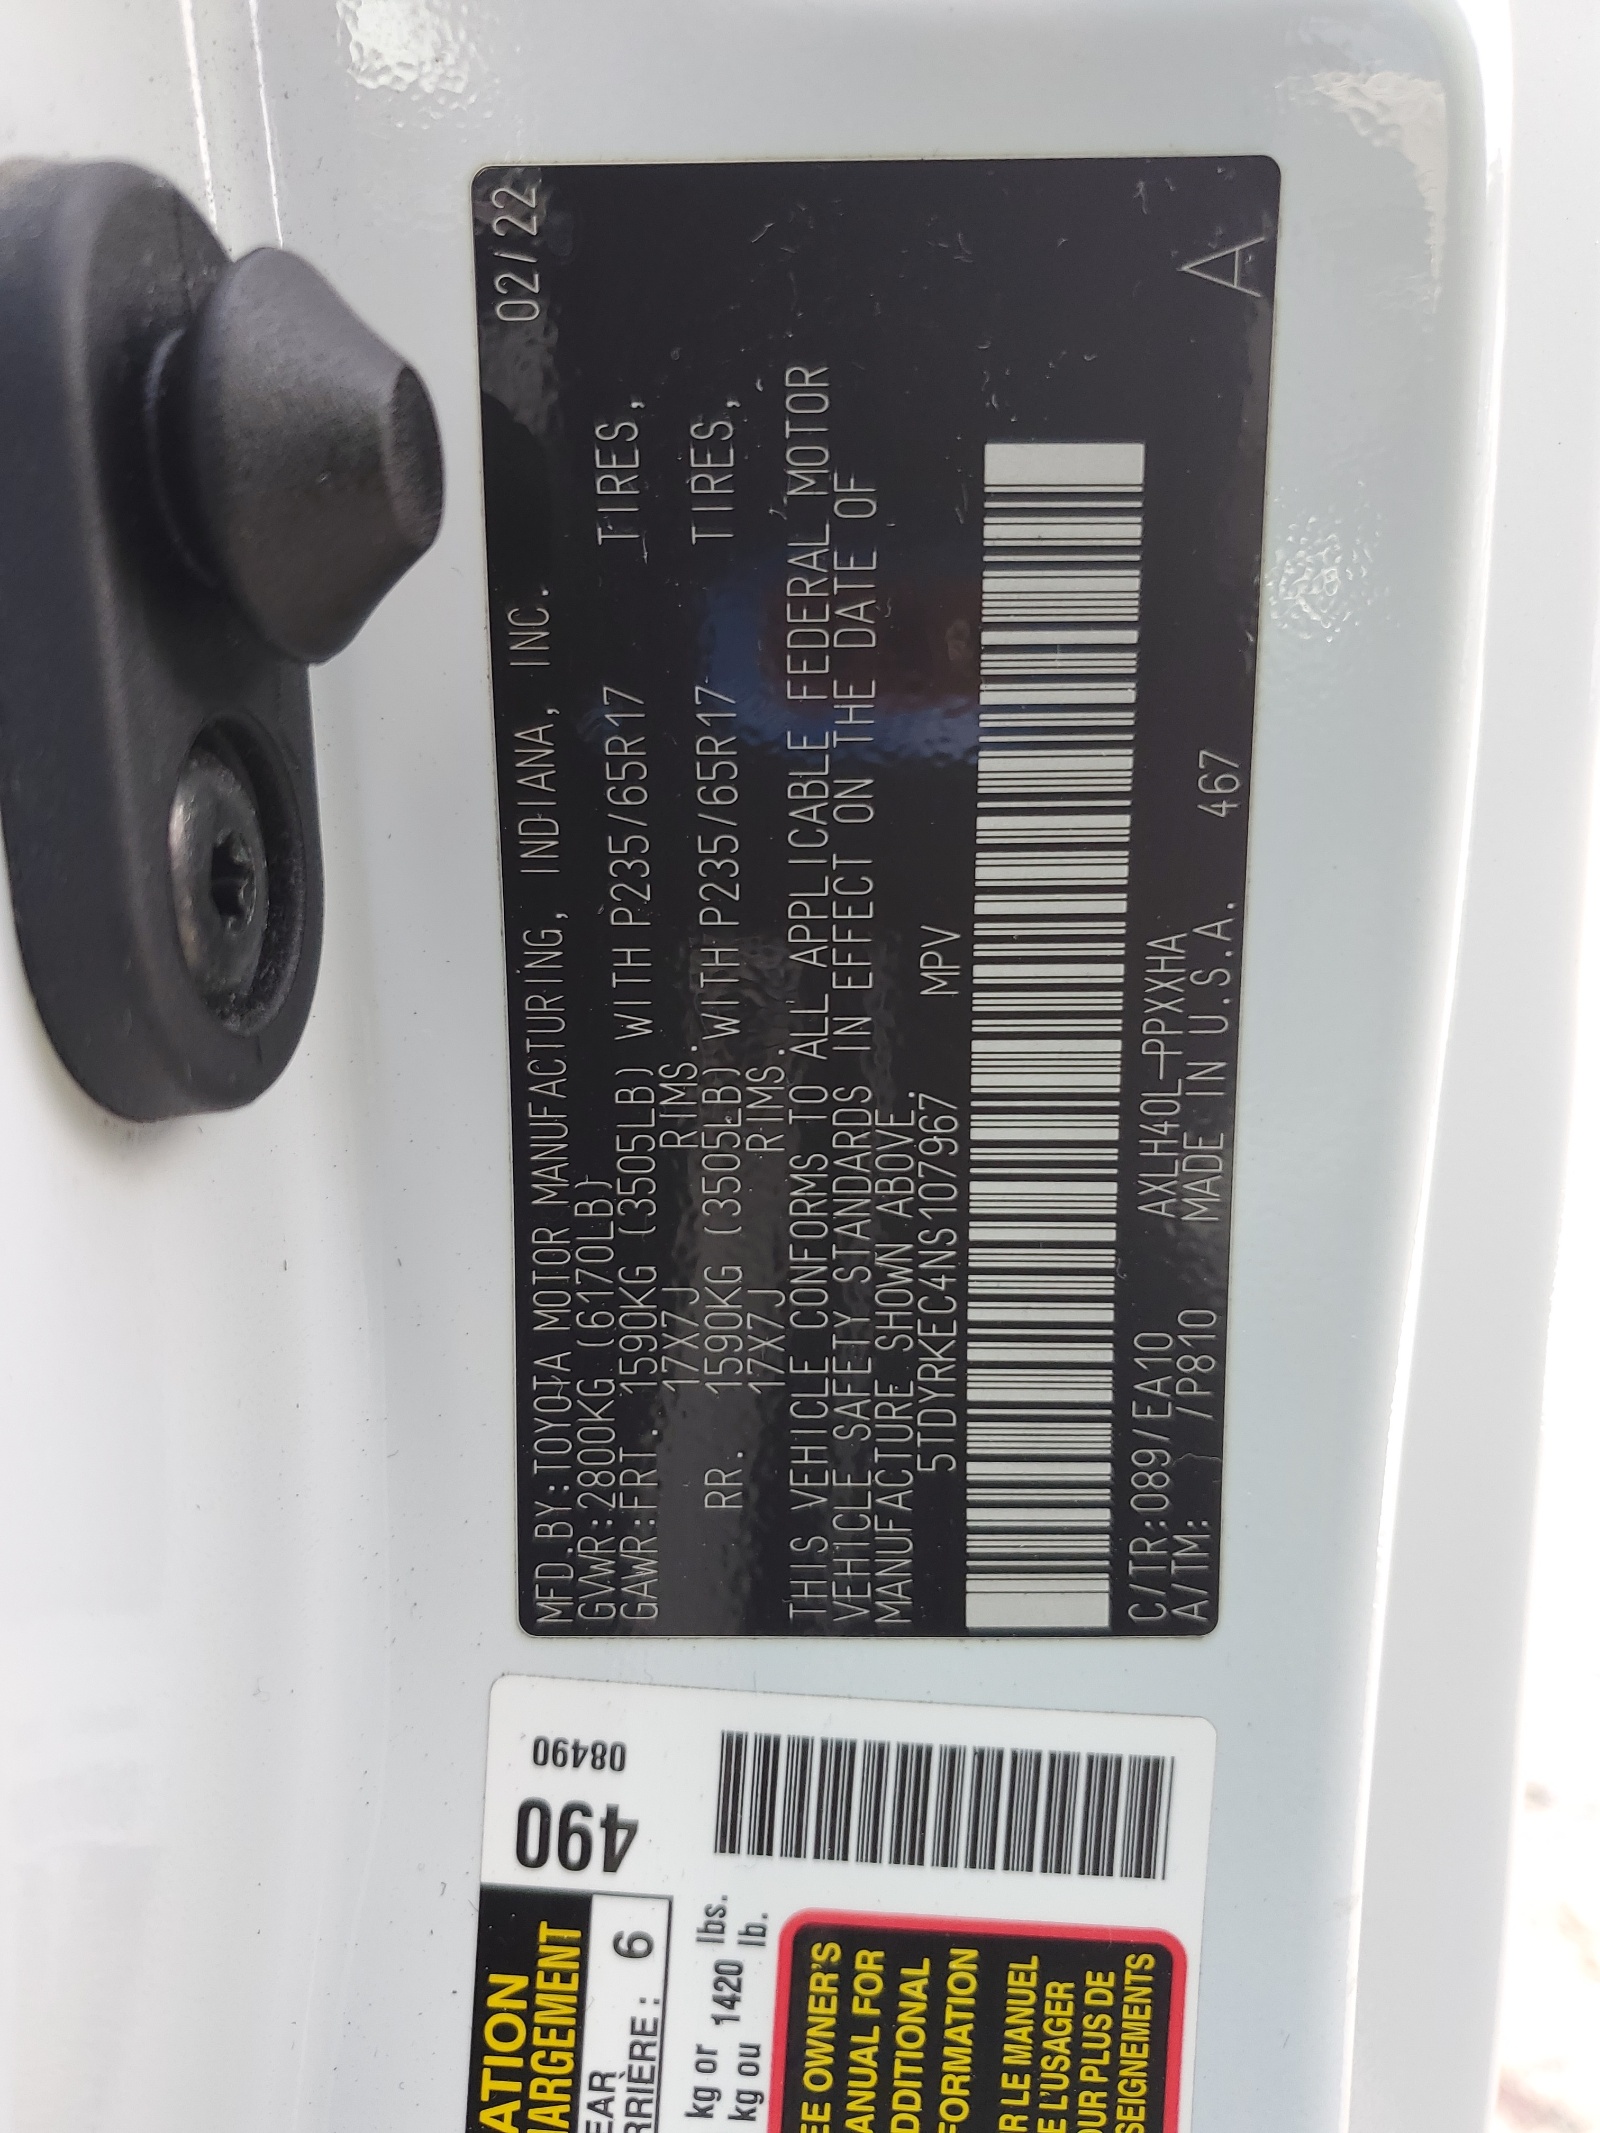 MFD.BY:TOYOTA MOTOR MANUFACTURING, INDIANA, INC. 02/22
GVWR:2800KG (6170LB)
GAWR:FRT. 1590KG (3505LB) WITH P235/65R17 TIRES,
17X7J RIMS.
RR. 1590KG (3505LB) WITH P235/65R17 TIRES,
17X7J RIMS.
THIS VEHICLE CONFORMS TO ALL APPLICABLE FEDERAL MOTOR
VEHICLE SAFETY STANDARDS IN EFFECT ON THE DATE OF
MANUFACTURE SHOWN ABOVE.
5TDYRKEC4NS107967 MPV
C/TR:089/EA10 AXLH40L-PPXXHA
A/TM: /P810 MADE IN U.S.A. 467 A
ATION
ARGEMENT
490
08490
EAR
RRIÈRE : 6
kg or 1420 lbs.
kg ou lb.
EE OWNER'S
ANUAL FOR
DDITIONAL
FORMATION
R LE MANUEL
E L'USAGER
OUR PLUS DE
SEIGNEMENTS